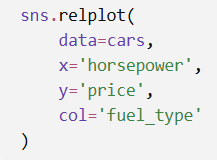 sns.relplot(
    data=cars,
    x='horsepower',
    y='price',
    col='fuel_type'
)